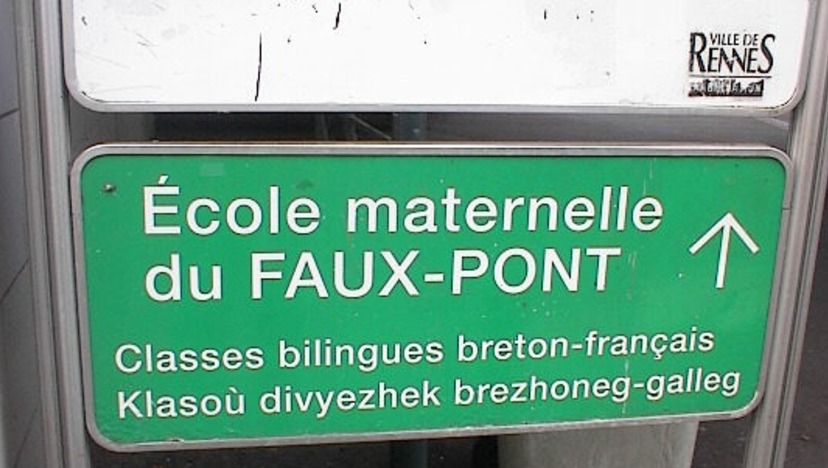 VILLE DE
RENNES
École maternelle
du FAUX-PONT
Classes bilingues breton-français
Klasoù divyezhek brezhoneg-galleg